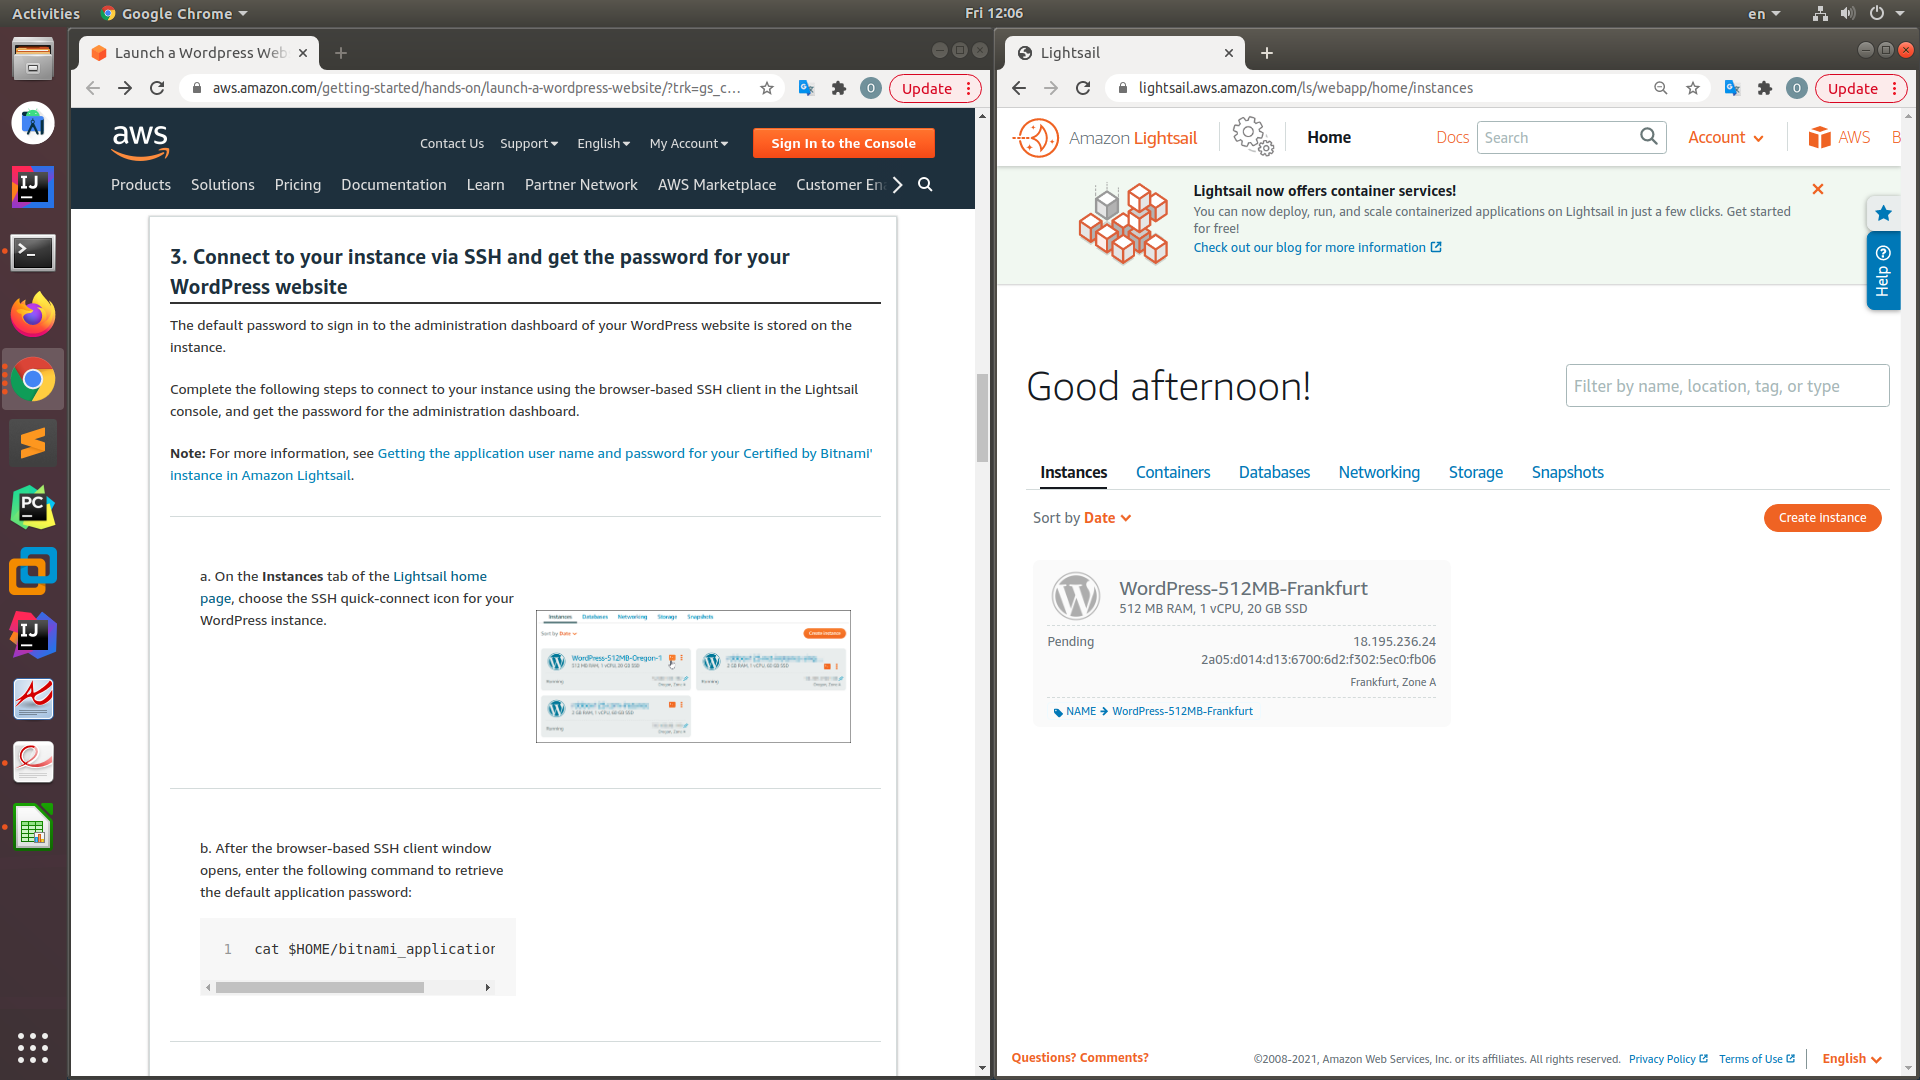 Activities
Google Chrome
Fri 12:06
en
Launch a Wordpress Web
aws.amazon.com/getting-started/hands-on/launch-a-wordpress-website/?trk=gs_c...
O
Update
aws
Contact Us
Support
English
My Account
Sign In to the Console
Products
Solutions
Pricing
Documentation
Learn
Partner Network
AWS Marketplace
Customer En
3. Connect to your instance via SSH and get the password for your
WordPress website
The default password to sign in to the administration dashboard of your WordPress website is stored on the
instance.
Complete the following steps to connect to your instance using the browser-based SSH client in the Lightsail
console, and get the password for the administration dashboard.
Note: For more information, see Getting the application user name and password for your Certified by Bitnami'
instance in Amazon Lightsail.
a. On the Instances tab of the Lightsail home
page, choose the SSH quick-connect icon for your
WordPress instance.
Instances Databases Networking Storage Snapshots
Sort by Date
Create instance
WordPress-512MB-Oregon-1
512 MB RAM, 1 vCPU, 20 GB SSD
Running
b. After the browser-based SSH client window
opens, enter the following command to retrieve
the default application password:
1 cat $HOME/bitnami_application
Lightsail
lightsail.aws.amazon.com/ls/webapp/home/instances
O
Update
Amazon Lightsail
Home
Docs
Search
Account
AWS
B
Lightsail now offers container services!
You can now deploy, run, and scale containerized applications on Lightsail in just a few clicks. Get started
for free!
Check out our blog for more information
Help
Good afternoon!
Filter by name, location, tag, or type
Instances
Containers
Databases
Networking
Storage
Snapshots
Sort by Date
Create instance
WordPress-512MB-Frankfurt
512 MB RAM, 1 vCPU, 20 GB SSD
Pending
18.195.236.24
2a05:d014:d13:6700:6d2:f302:5ec0:fb06
Frankfurt, Zone A
NAME → WordPress-512MB-Frankfurt
Questions? Comments?
©2008-2021, Amazon Web Services, Inc. or its affiliates. All rights reserved.
Privacy Policy
Terms of Use
English